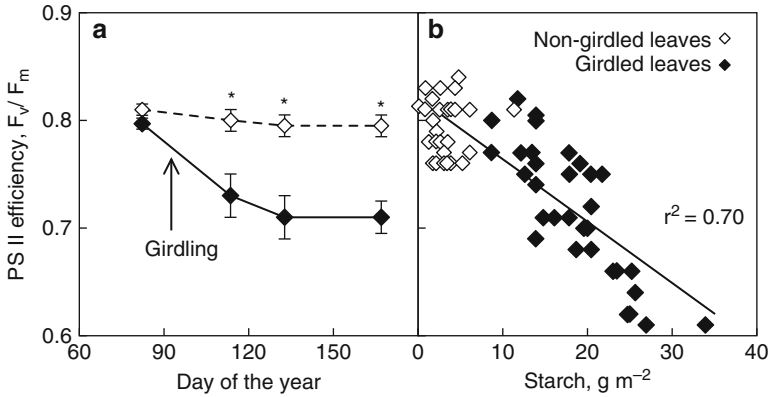 a
b
Non-girdled leaves
Girdled leaves
PS II efficiency, Fv/ Fm
0.9
0.8
0.7
0.6
* * *
Girdling
r² = 0.70
60 90 120 150
0 10 20 30 40
Day of the year
Starch, g m⁻²